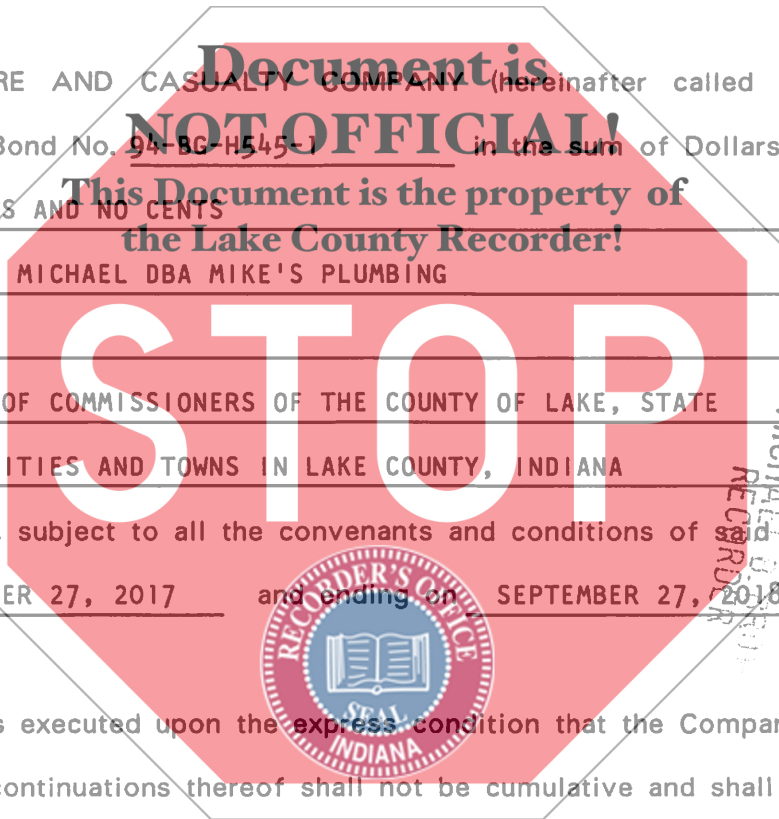 Document is
RE AND CASUALTY COMPANY (hereinafter called
NOT OFFICIAL!
Bond No. 94-BG-H545-1 in the sum of Dollars
This Document is the property of
S AND NO CENTS
the Lake County Recorder!
MICHAEL DBA MIKE'S PLUMBING
STOP
OF COMMISSIONERS OF THE COUNTY OF LAKE, STATE
ITIES AND TOWNS IN LAKE COUNTY, INDIANA
subject to all the convenants and conditions of said
RECORDER
ER 27, 2017 and ending on SEPTEMBER 27, 2018
RECORDER'S OFFICE
SEAL
INDIANA
s executed upon the express condition that the Compa
continuations thereof shall not be cumulative and shall